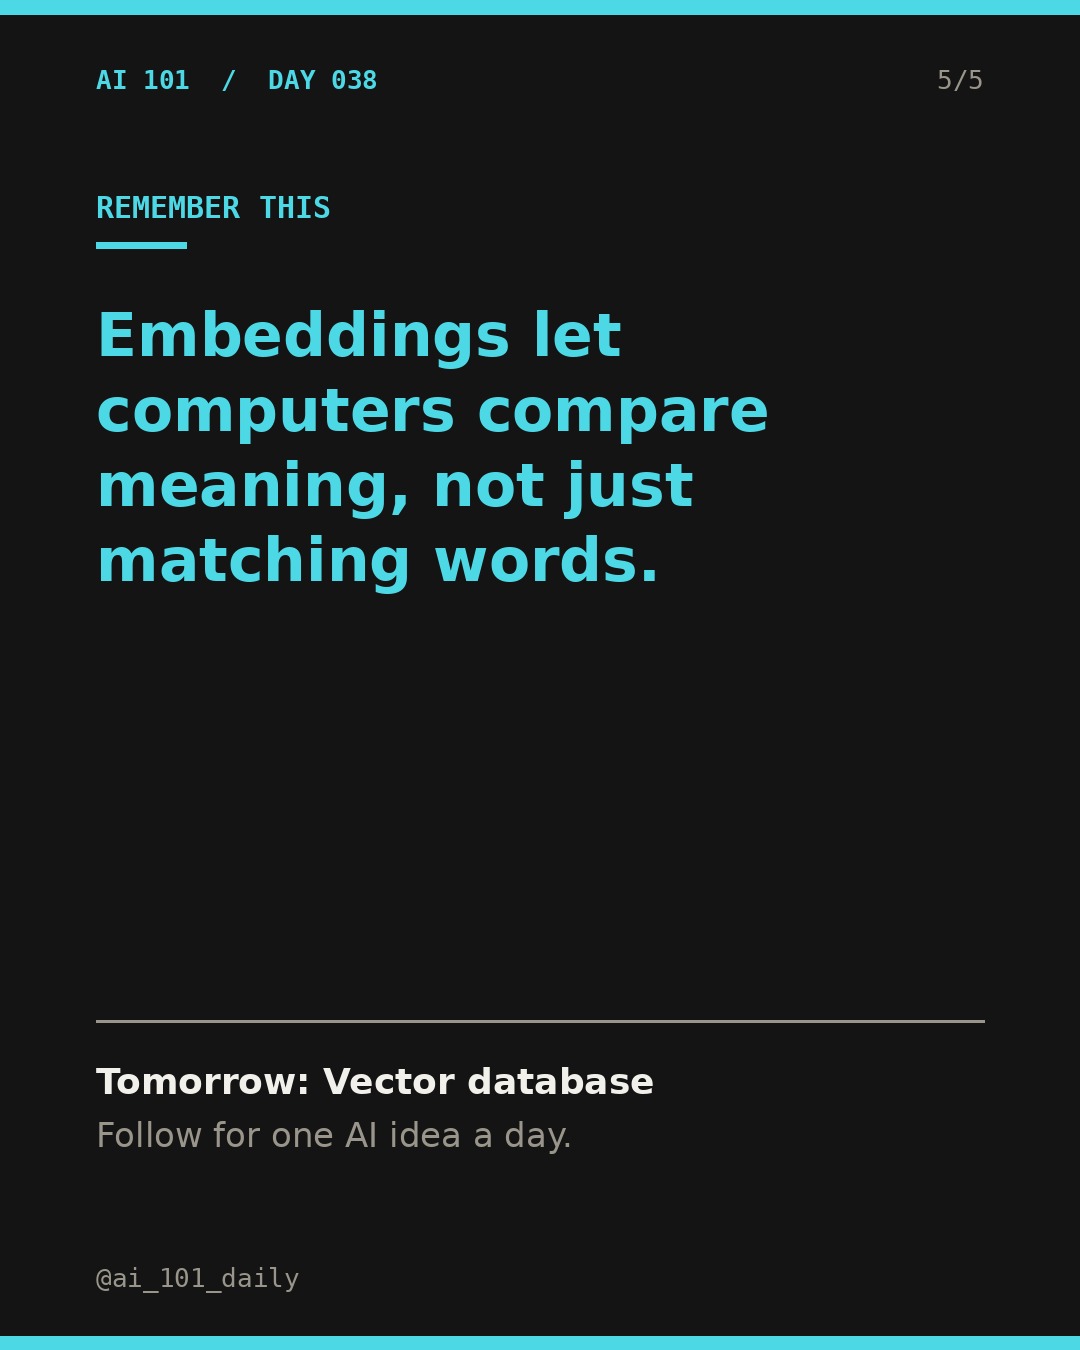 AI 101 / DAY 038
5/5
REMEMBER THIS
Embeddings let
computers compare
meaning, not just
matching words.
Tomorrow: Vector database
Follow for one AI idea a day.
@ai_101_daily